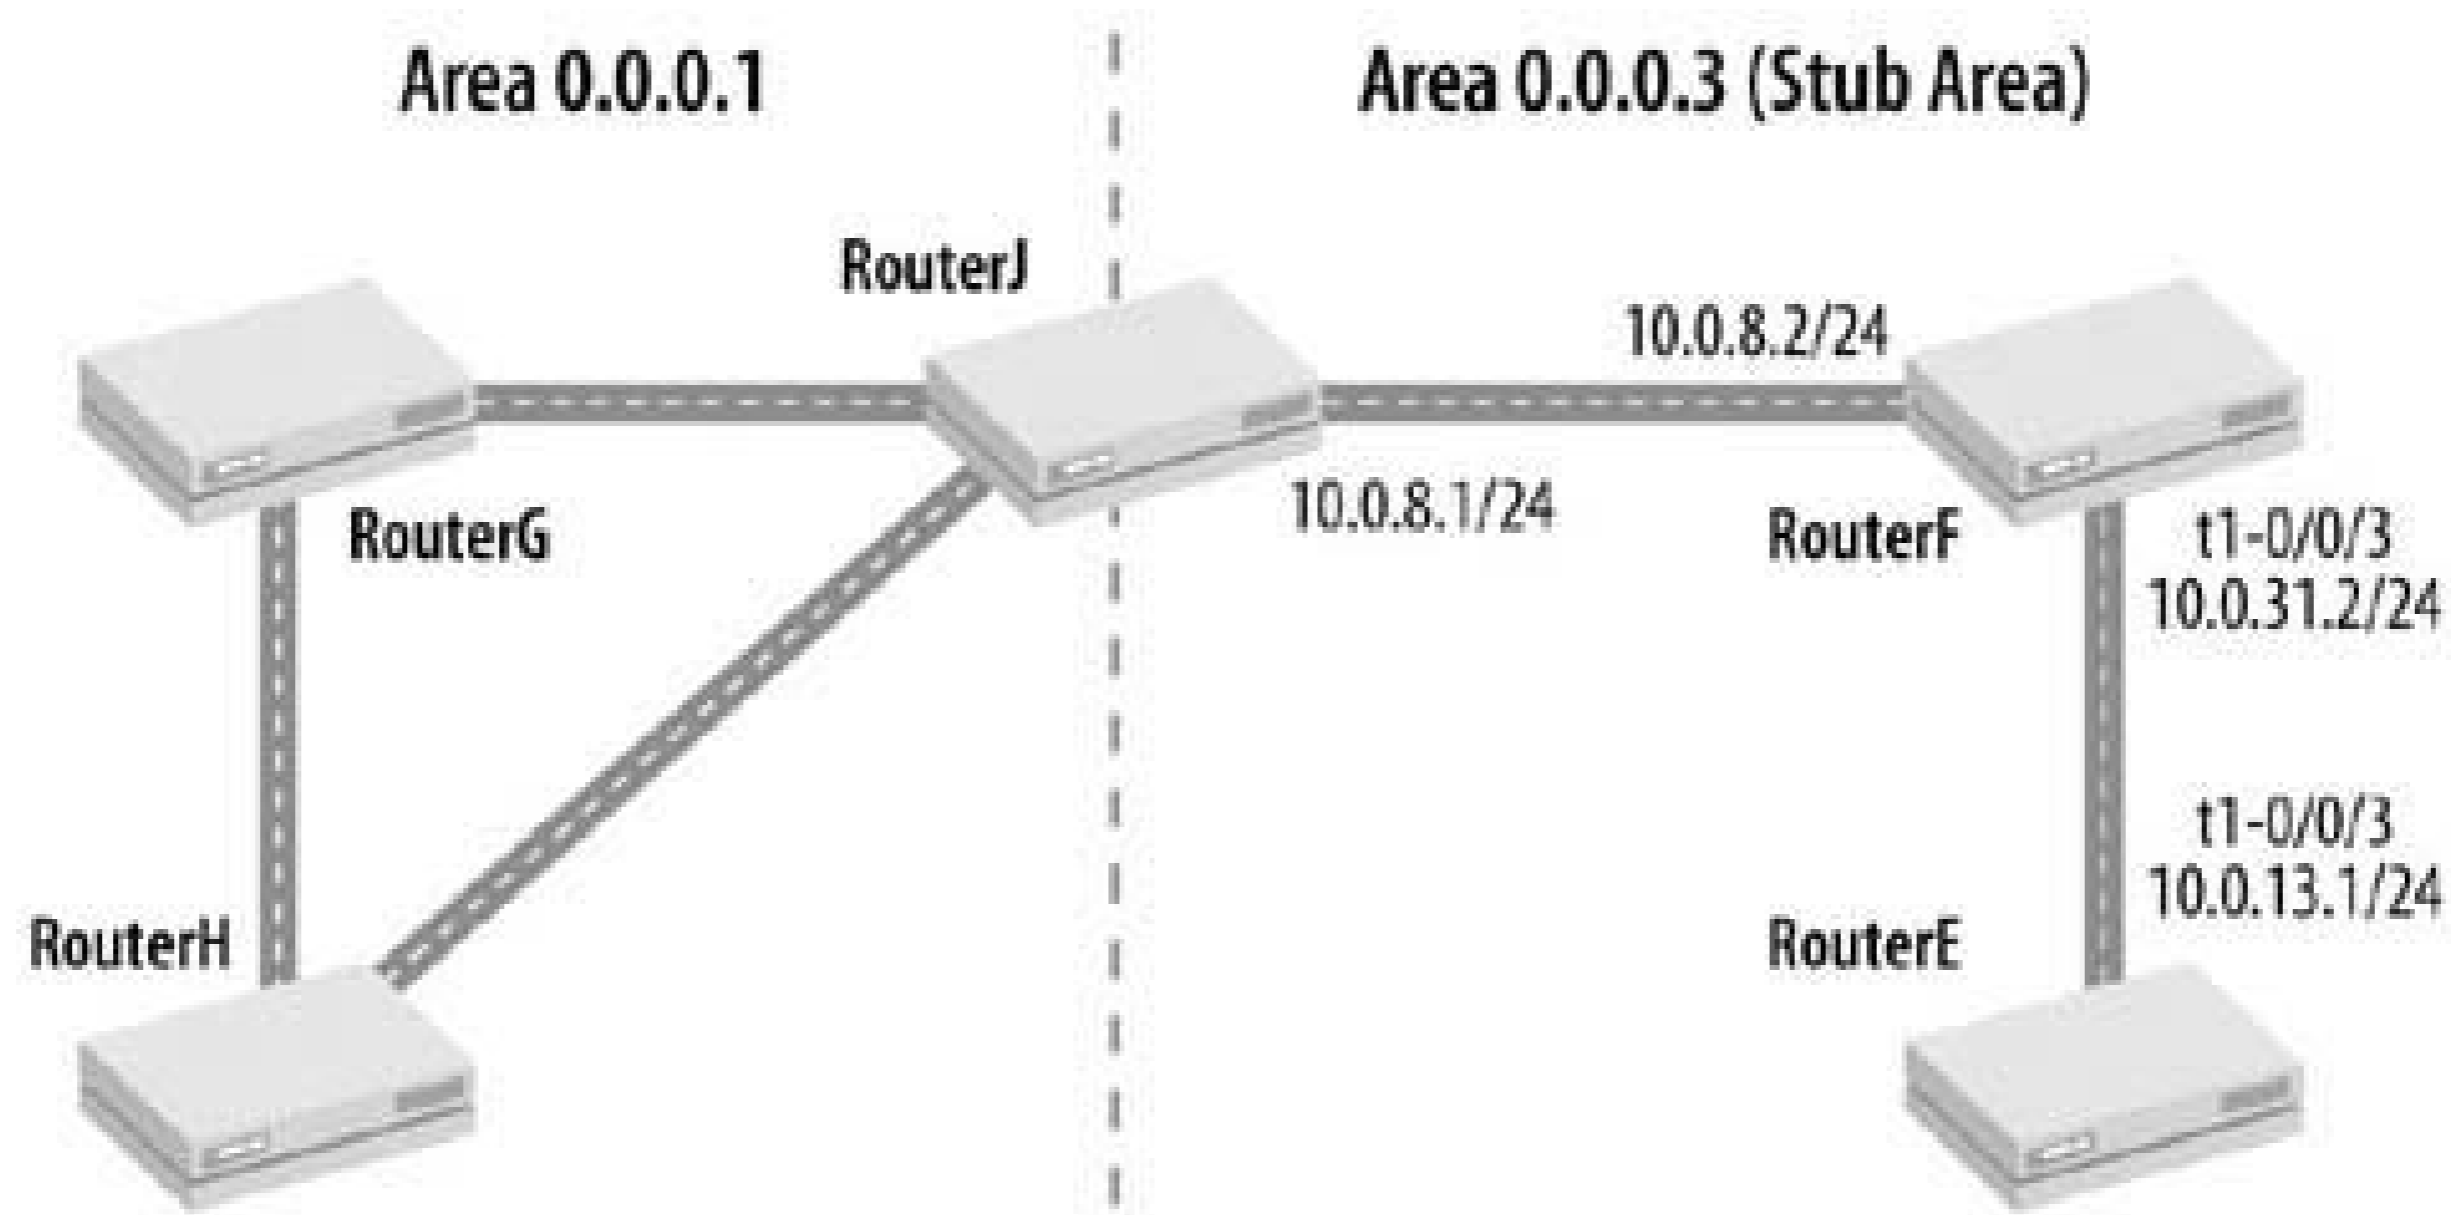 Area 0.0.0.1
Area 0.0.0.3 (Stub Area)
RouterJ
10.0.8.2/24
10.0.8.1/24
RouterG
RouterF
t1-0/0/3
10.0.31.2/24
t1-0/0/3
10.0.13.1/24
RouterH
RouterE